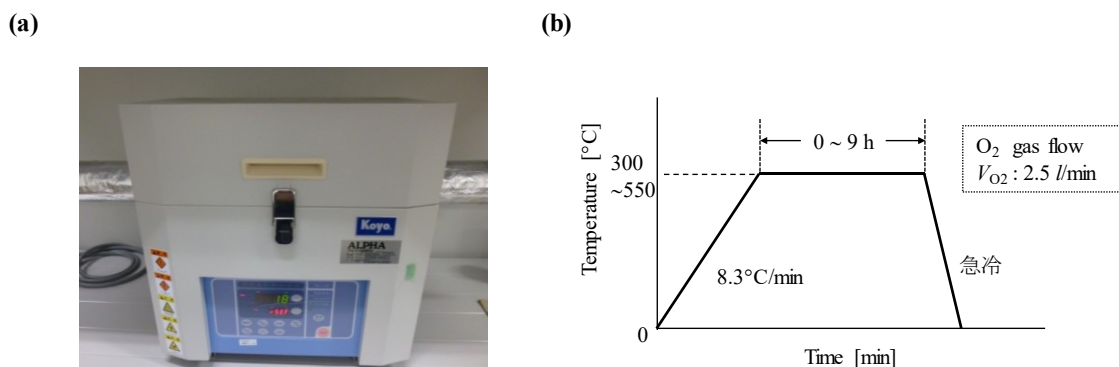 (a)
(b)
Koyo.
ALPHA
18
Temperature [°C]
300
~550
0
0 ~ 9 h
8.3°C/min
急冷
O₂ gas flow
V_O2 : 2.5 l/min
Time [min]